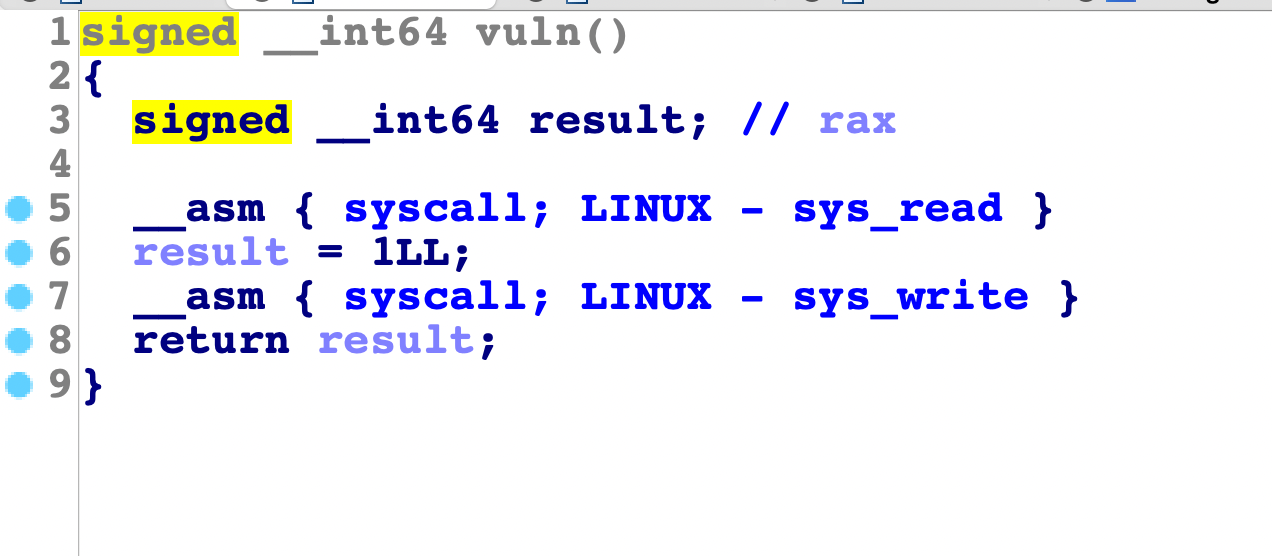 1 signed __int64 vuln()
2 {
3 signed __int64 result; // rax
4
5 __asm { syscall; LINUX - sys_read }
6 result = 1LL;
7 __asm { syscall; LINUX - sys_write }
8 return result;
9 }